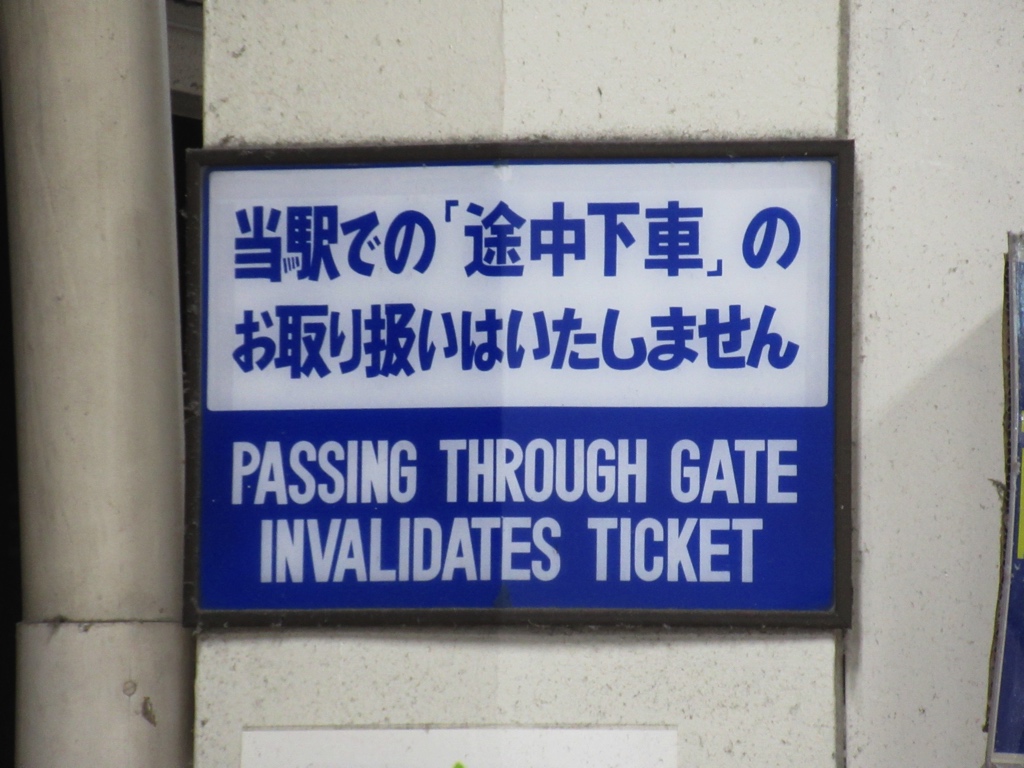 当駅での「途中下車」の
お取り扱いはいたしません
PASSING THROUGH GATE
INVALIDATES TICKET